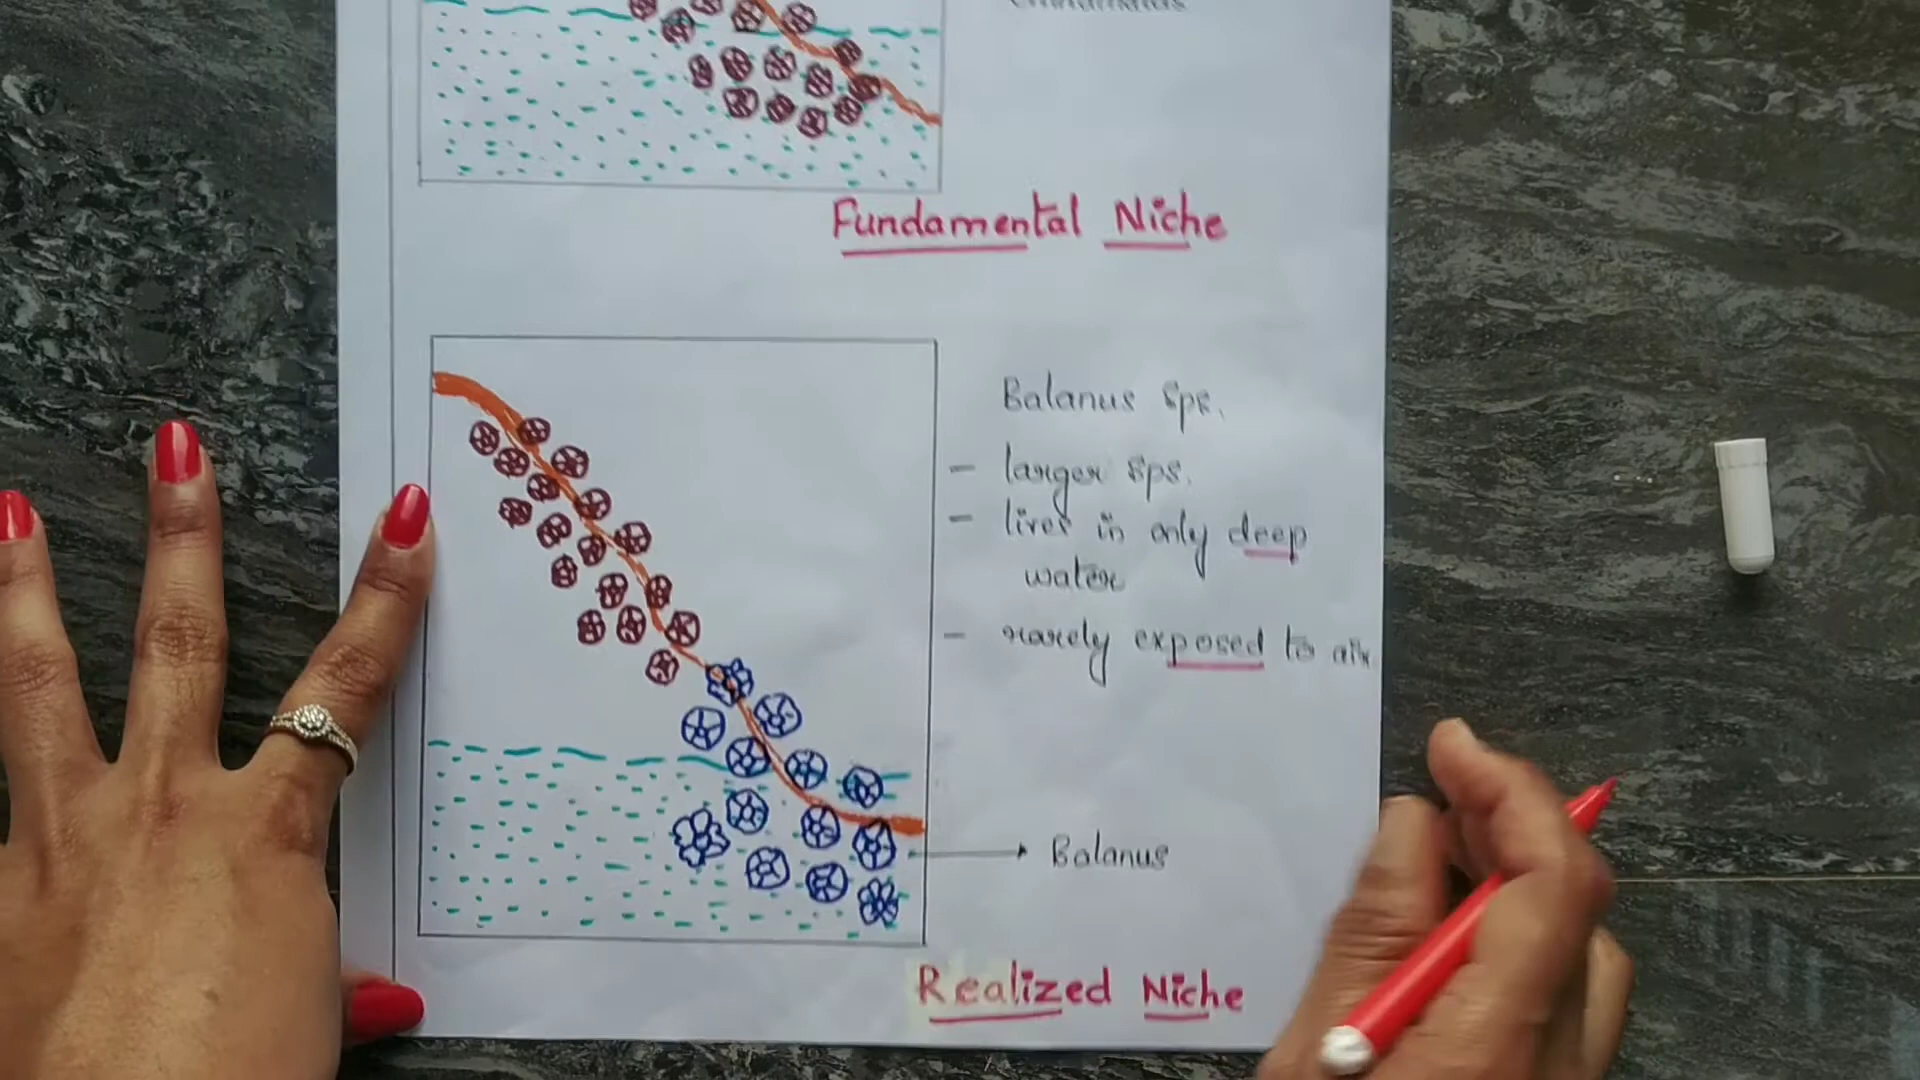 Fundamental Niche
Balanus sps.
- larger sps.
- lives in only deep
water
- rarely exposed to air
Balanus
Realized Niche